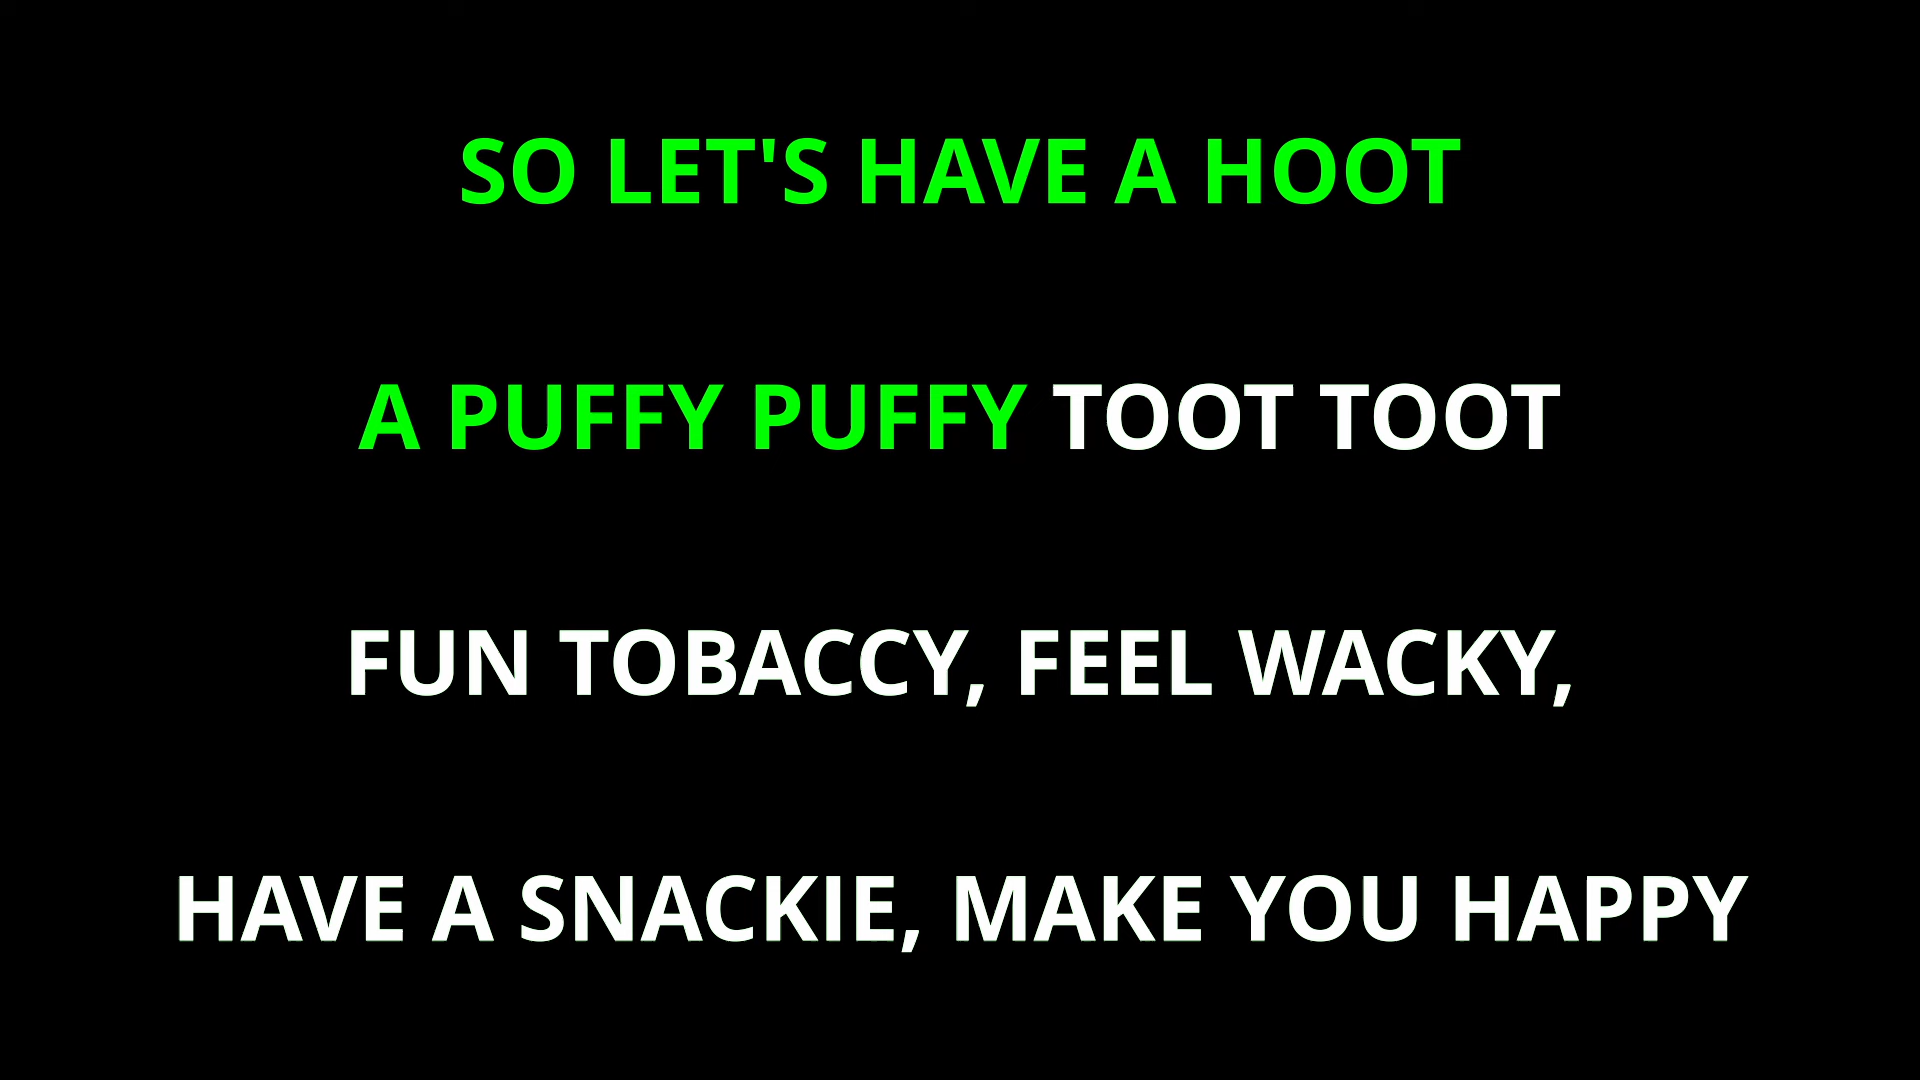 SO LET'S HAVE A HOOT
A PUFFY PUFFY TOOT TOOT
FUN TOBACCY, FEEL WACKY,
HAVE A SNACKIE, MAKE YOU HAPPY